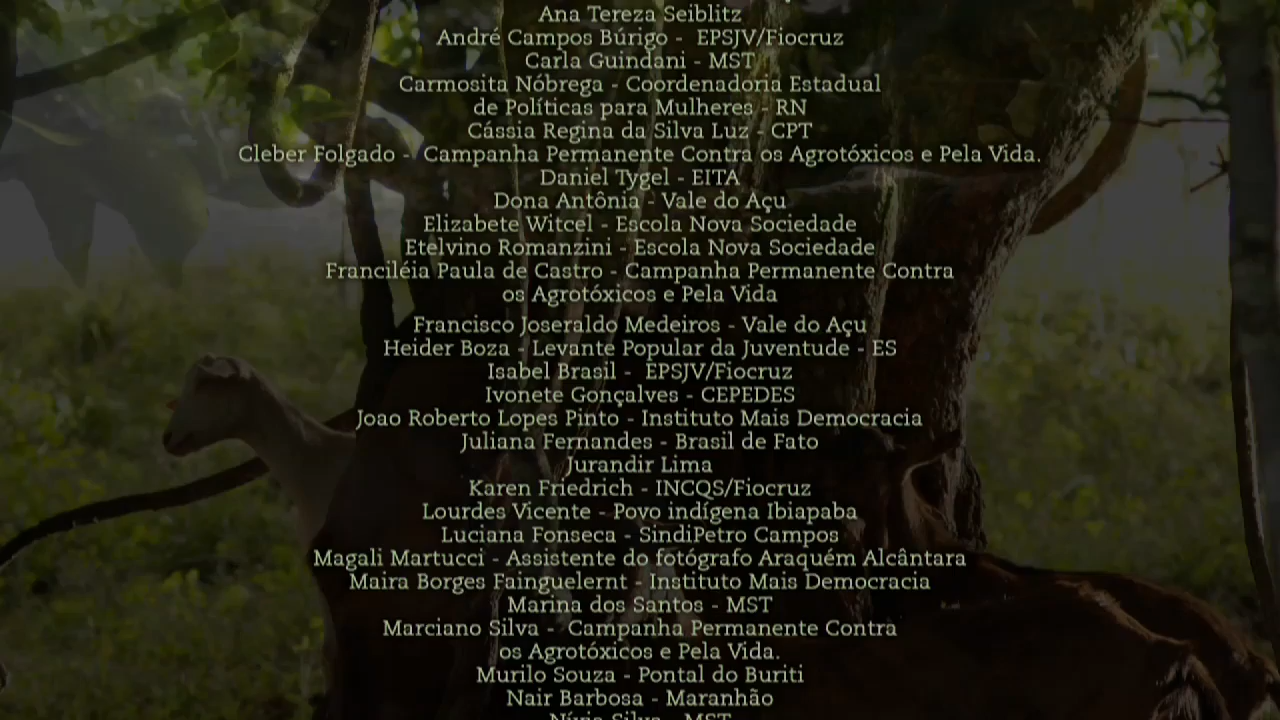 Ana Tereza Seiblitz
André Campos Búrigo - EPSJV/Fiocruz
Carla Guindani - MST
Carmosita Nóbrega - Coordenadoria Estadual
de Políticas para Mulheres - RN
Cássia Regina da Silva Luz - CPT
Cleber Folgado - Campanha Permanente Contra os Agrotóxicos e Pela Vida.
Daniel Tygel - EITA
Dona Antônia - Vale do Açu
Elizabete Witcel - Escola Nova Sociedade
Etelvino Romanzini - Escola Nova Sociedade
Franciléia Paula de Castro - Campanha Permanente Contra
os Agrotóxicos e Pela Vida
Francisco Joseraldo Medeiros - Vale do Açu
Heider Boza - Levante Popular da Juventude - ES
Isabel Brasil - EPSJV/Fiocruz
Ivonete Gonçalves - CEPEDES
Joao Roberto Lopes Pinto - Instituto Mais Democracia
Juliana Fernandes - Brasil de Fato
Jurandir Lima
Karen Friedrich - INCQS/Fiocruz
Lourdes Vicente - Povo indígena Ibiapaba
Luciana Fonseca - SindiPetro Campos
Magali Martucci - Assistente do fotógrafo Araquém Alcântara
Maira Borges Fainguelernt - Instituto Mais Democracia
Marina dos Santos - MST
Marciano Silva - Campanha Permanente Contra
os Agrotóxicos e Pela Vida.
Murilo Souza - Pontal do Buriti
Nair Barbosa - Maranhão
Silva - MST